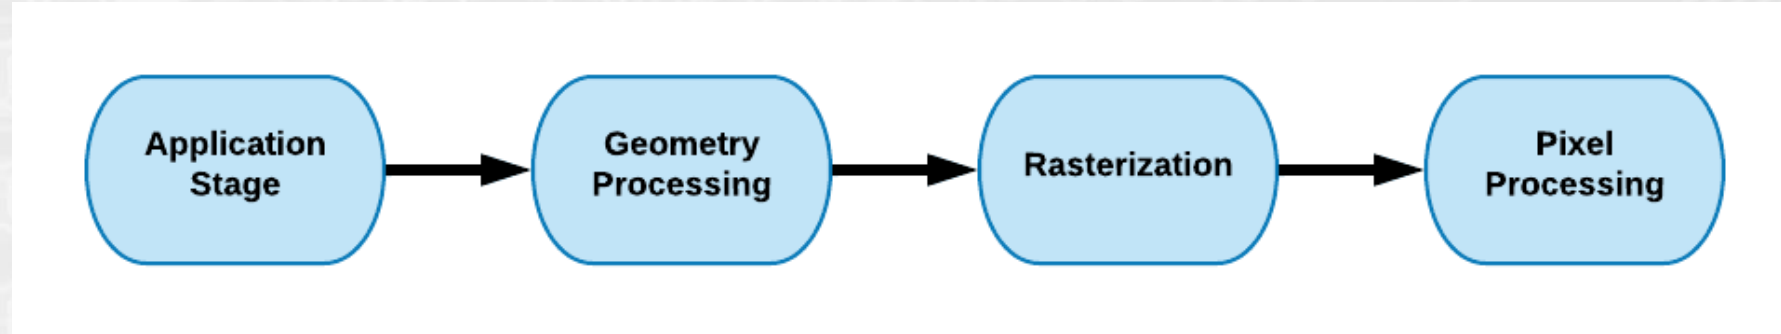 Application
Stage
Geometry
Processing
Rasterization
Pixel
Processing